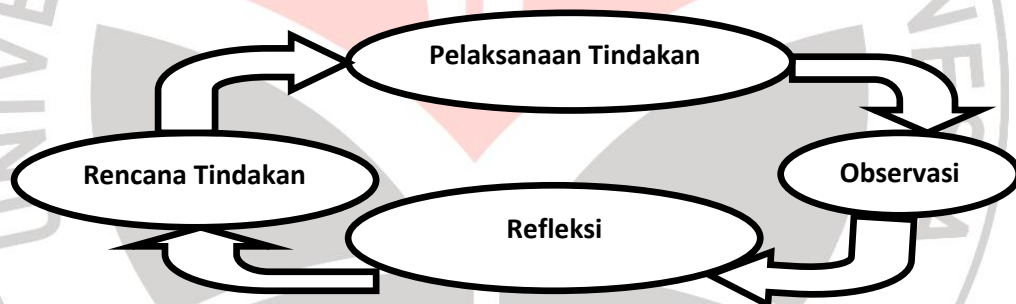 Pelaksanaan Tindakan
Rencana Tindakan
Observasi
Refleksi